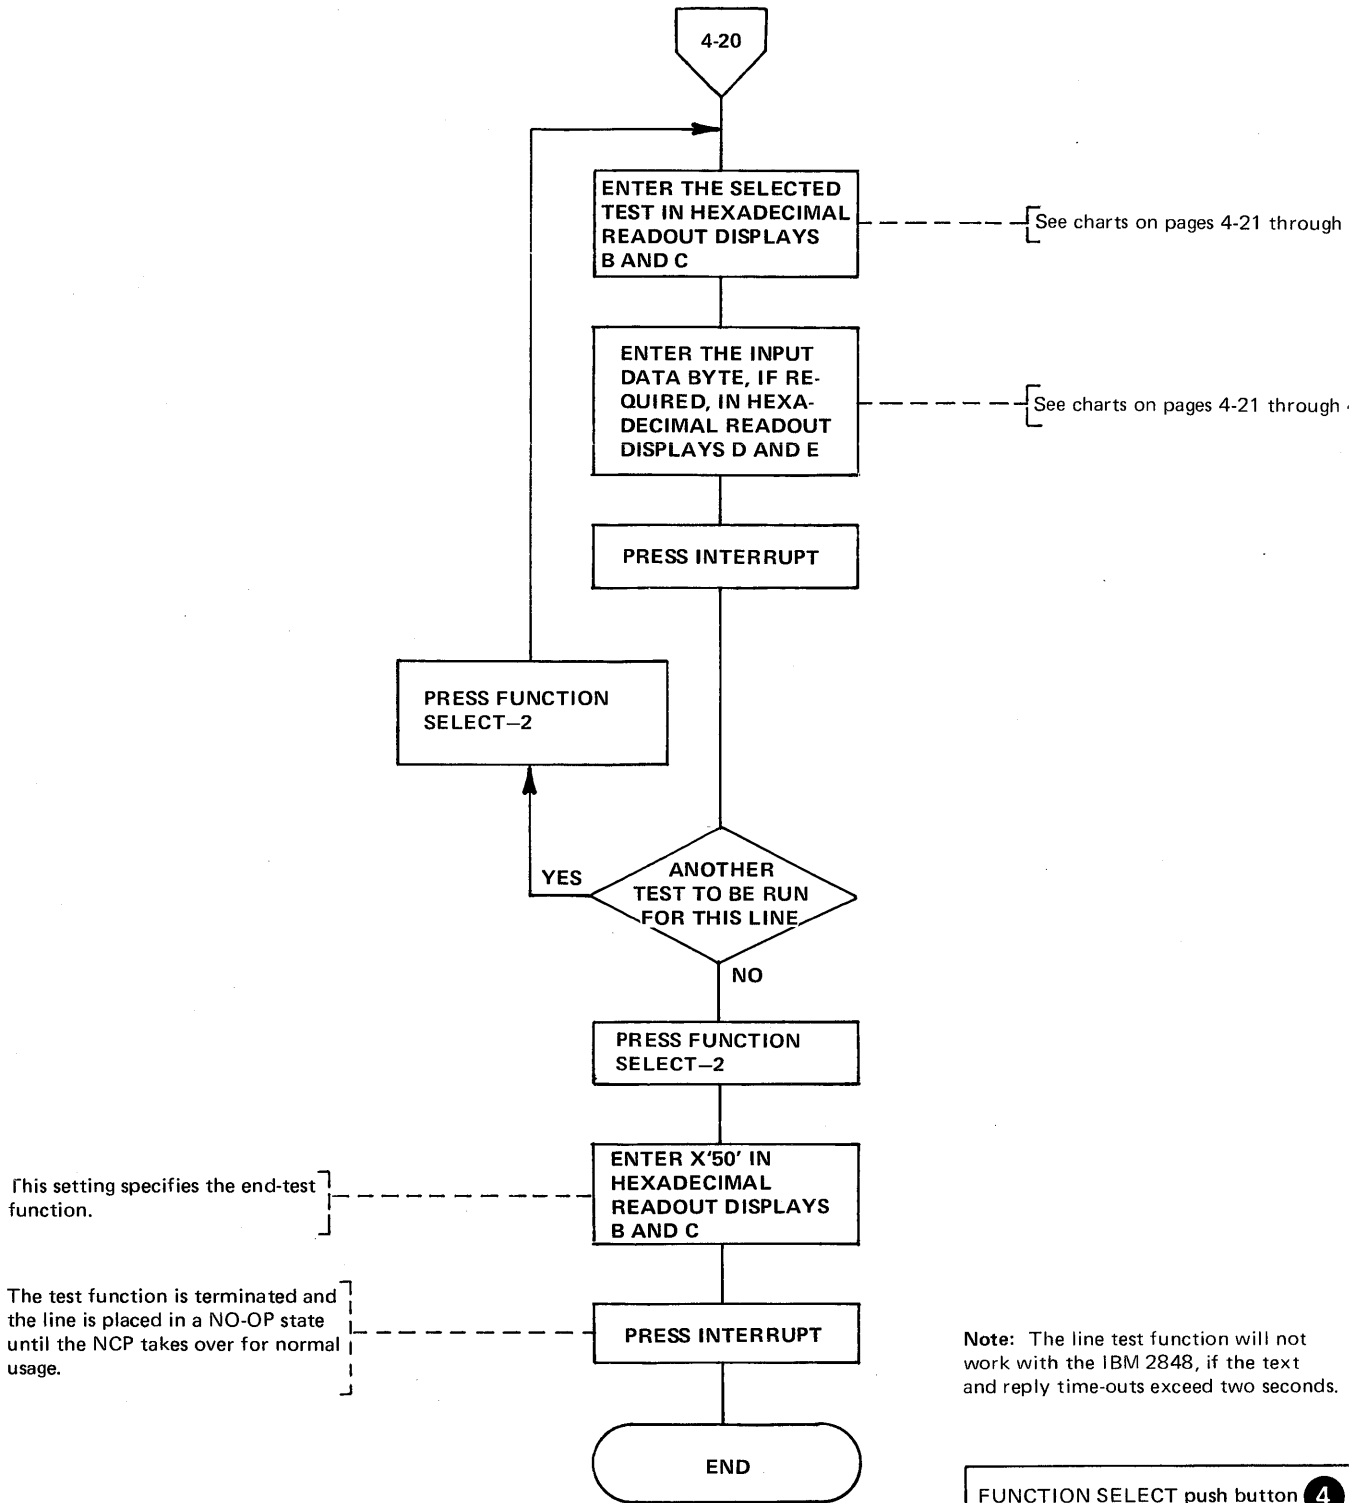 4-20
ENTER THE SELECTED
TEST IN HEXADECIMAL
READOUT DISPLAYS
B AND C
See charts on pages 4-21 through
ENTER THE INPUT
DATA BYTE, IF RE-
QUIRED, IN HEXA-
DECIMAL READOUT
DISPLAYS D AND E
See charts on pages 4-21 through
PRESS INTERRUPT
PRESS FUNCTION
SELECT–2
YES
ANOTHER
TEST TO BE RUN
FOR THIS LINE
NO
PRESS FUNCTION
SELECT–2
ENTER X'50' IN
HEXADECIMAL
READOUT DISPLAYS
B AND C
This setting specifies the end-test
function.
The test function is terminated and
the line is placed in a NO-OP state
until the NCP takes over for normal
usage.
PRESS INTERRUPT
Note: The line test function will not
work with the IBM 2848, if the text
and reply time-outs exceed two seconds.
END
FUNCTION SELECT push button 4